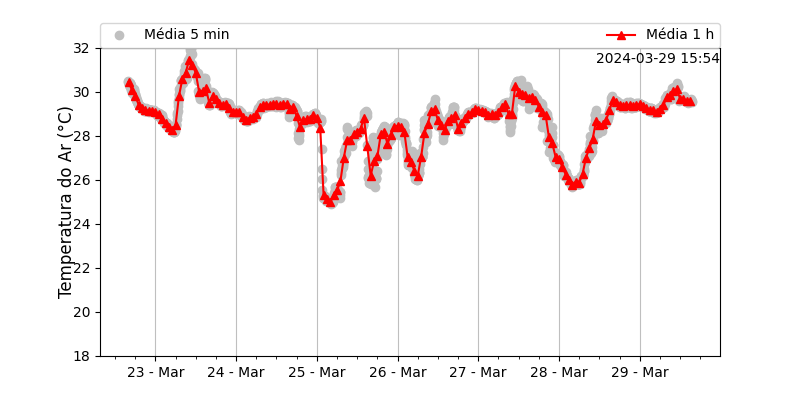 Média 5 min
Média 1 h
2024-03-29 15:54
Temperatura do Ar (°C)
32
30
28
26
24
22
20
18
23 - Mar
24 - Mar
25 - Mar
26 - Mar
27 - Mar
28 - Mar
29 - Mar